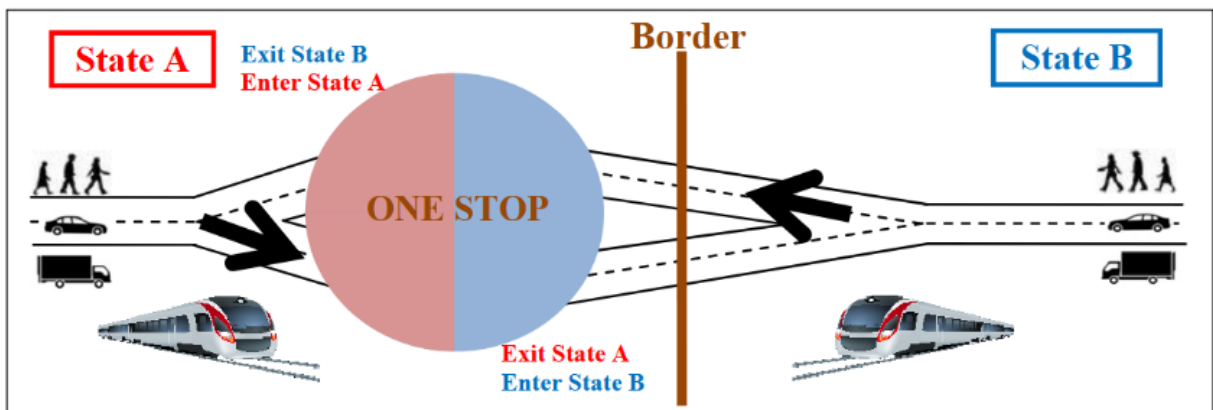 State A
Exit State B
Enter State A
Border
State B
ONE STOP
Exit State A
Enter State B